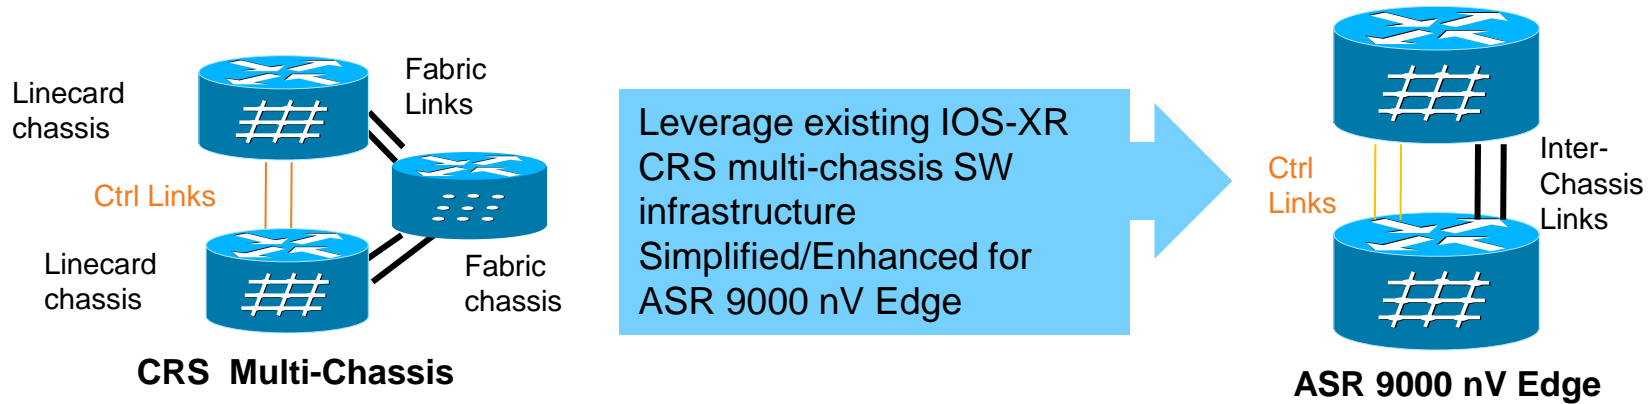 Linecard
chassis
Fabric
Links
Ctrl Links
Linecard
chassis
Fabric
chassis
CRS  Multi-Chassis
Leverage existing IOS-XR
CRS multi-chassis SW
infrastructure
Simplified/Enhanced for
ASR 9000 nV Edge
Ctrl
Links
Inter-
Chassis
Links
ASR 9000 nV Edge